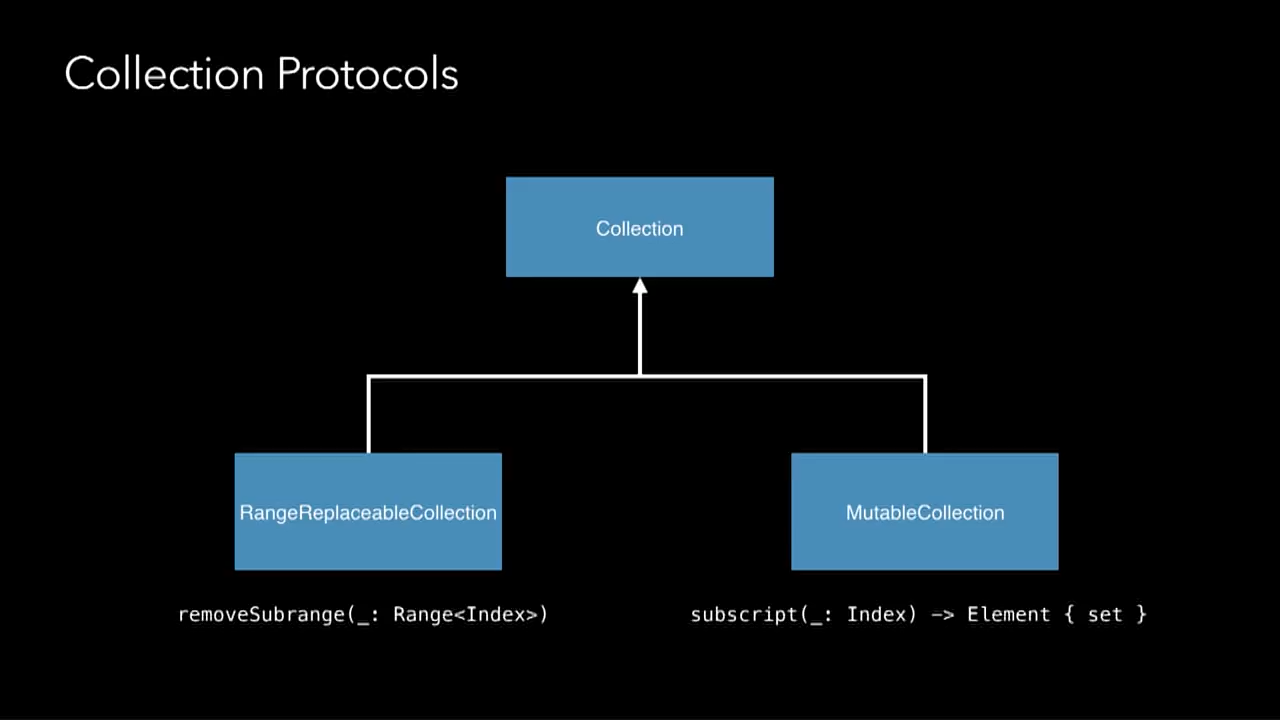 Collection Protocols
Collection
RangeReplaceableCollection
MutableCollection
removeSubrange(_: Range<Index>)
subscript(_: Index) -> Element { set }